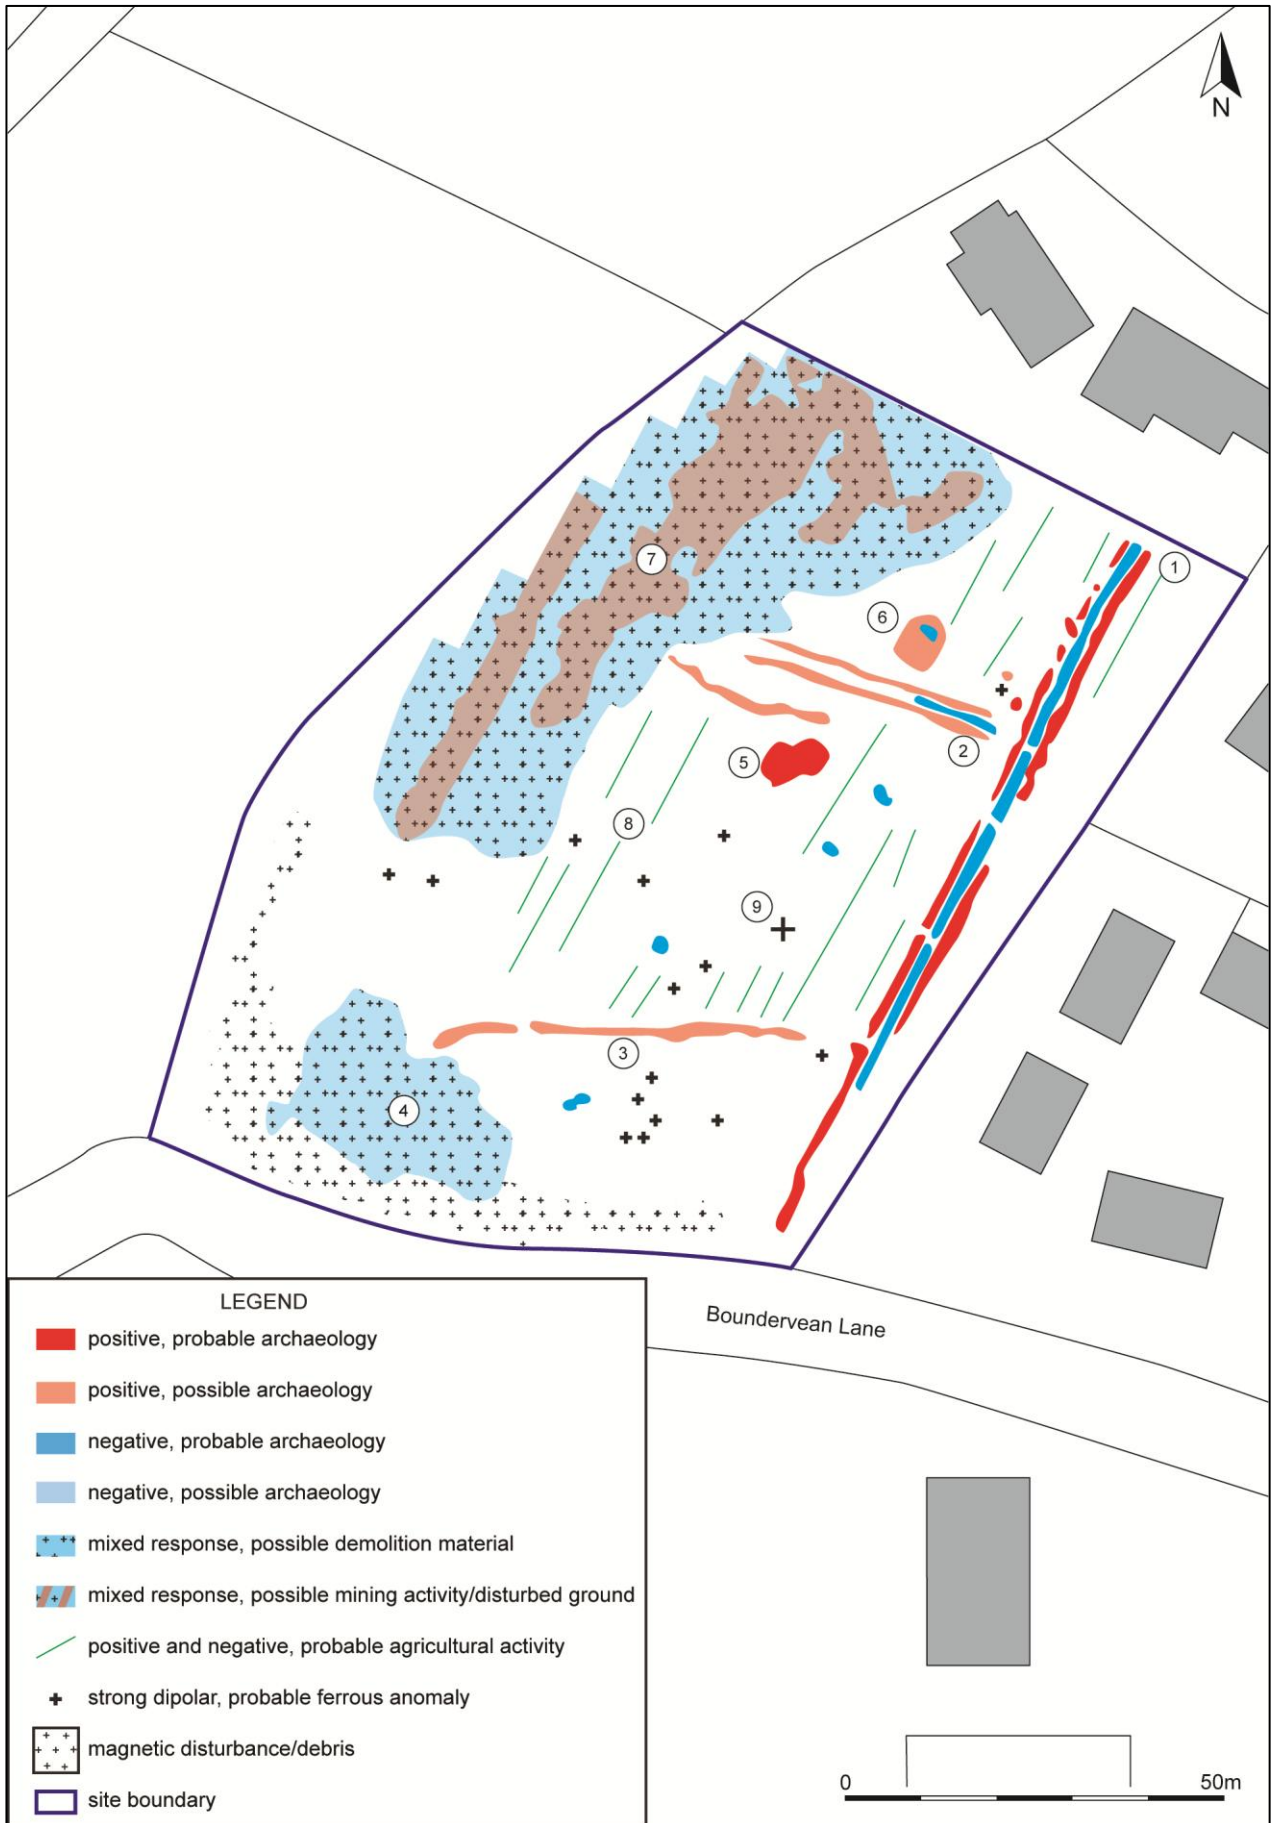 N
1
7
6
2
5
8
9
3
4
Boundervean Lane
LEGEND
positive, probable archaeology
positive, possible archaeology
negative, probable archaeology
negative, possible archaeology
mixed response, possible demolition material
mixed response, possible mining activity/disturbed ground
positive and negative, probable agricultural activity
strong dipolar, probable ferrous anomaly
magnetic disturbance/debris
site boundary
0 50m